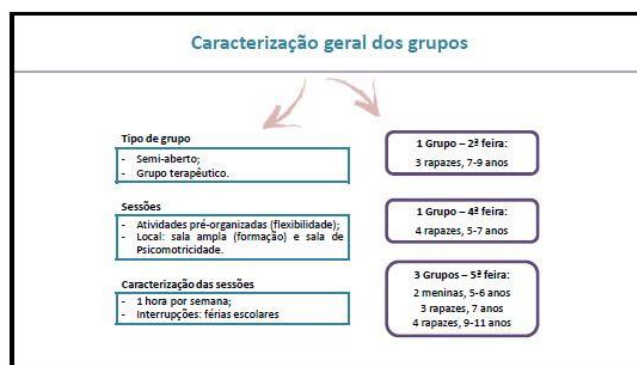 Caracterização geral dos grupos
Tipo de grupo
- Semi-aberto;
- Grupo terapêutico.
Sessões
- Atividades pré-organizadas (flexibilidade);
- Local: sala ampla (formação) e sala de
Psicomotricidade.
Caracterização das sessões
- 1 hora por semana;
- Interrupções: férias escolares
1 Grupo – 2ª feira:
3 rapazes, 7-9 anos
1 Grupo – 4ª feira:
4 rapazes, 5-7 anos
3 Grupos – 5ª feira:
2 meninas, 5-6 anos
3 rapazes, 7 anos
4 rapazes, 9-11 anos